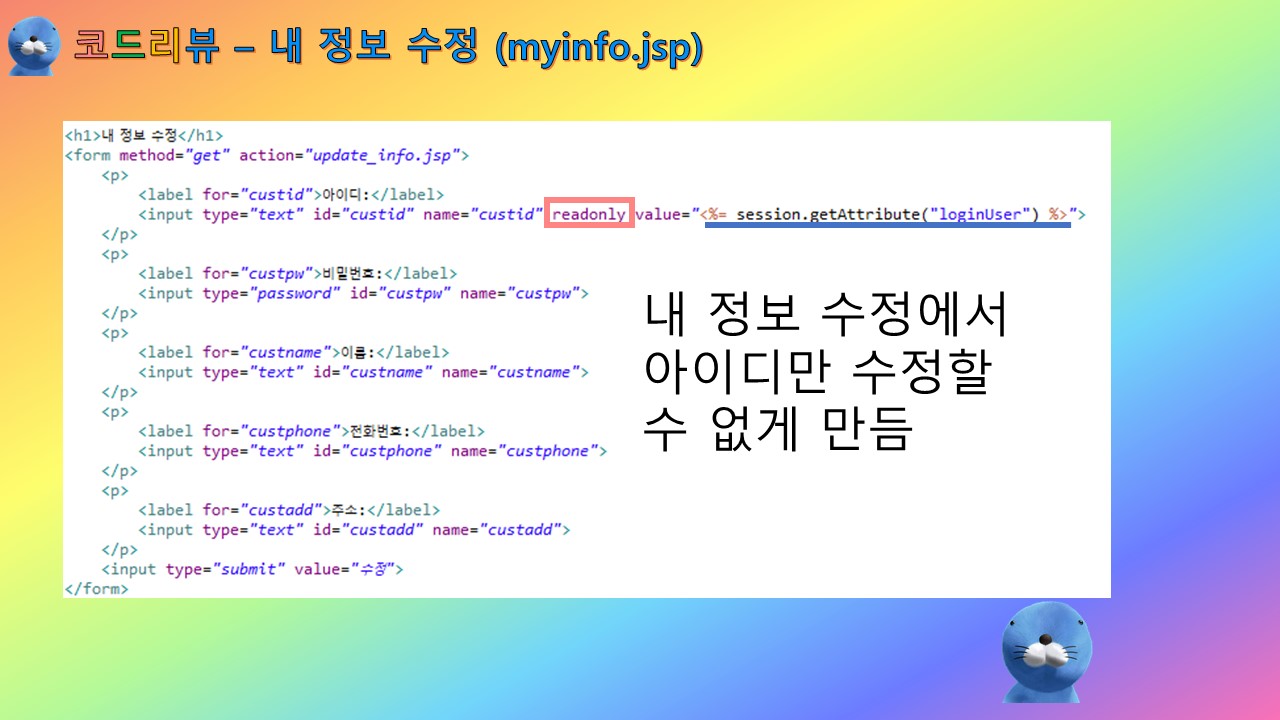 코드리뷰 – 내 정보 수정 (myinfo.jsp)
<h1>내 정보 수정</h1>
<form method="get" action="update_info.jsp">
<p>
<label for="custid">아이디:</label>
<input type="text" id="custid" name="custid" readonly value="<%= session.getAttribute("loginUser") %>">
</p>
<p>
<label for="custpw">비밀번호:</label>
<input type="password" id="custpw" name="custpw">
</p>
<p>
<label for="custname">이름:</label>
<input type="text" id="custname" name="custname">
</p>
<p>
<label for="custphone">전화번호:</label>
<input type="text" id="custphone" name="custphone">
</p>
<p>
<label for="custadd">주소:</label>
<input type="text" id="custadd" name="custadd">
</p>
<input type="submit" value="수정">
</form>
내 정보 수정에서
아이디만 수정할
수 없게 만듬